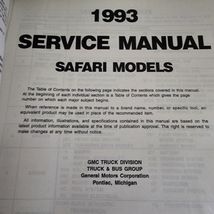 1993
SERVICE MANUAL
SAFARI MODELS
The Table of Contents on the following page indicates the sections covered in this manual.
At the beginning of each individual section is a Table of Contents which gives the page
number on which each major subject begins.
When reference is made in this manual to a brand name, number, or specific tool, an
equivalent product may be used in place of the recommended item.
All information, illustrations, and specifications contained in this manual are based on the
latest product information available at the time of publication approval. The right is reserved to
make changes at any time without notice.
GMC TRUCK DIVISION
TRUCK & BUS GROUP
General Motors Corporation
Pontiac, Michigan